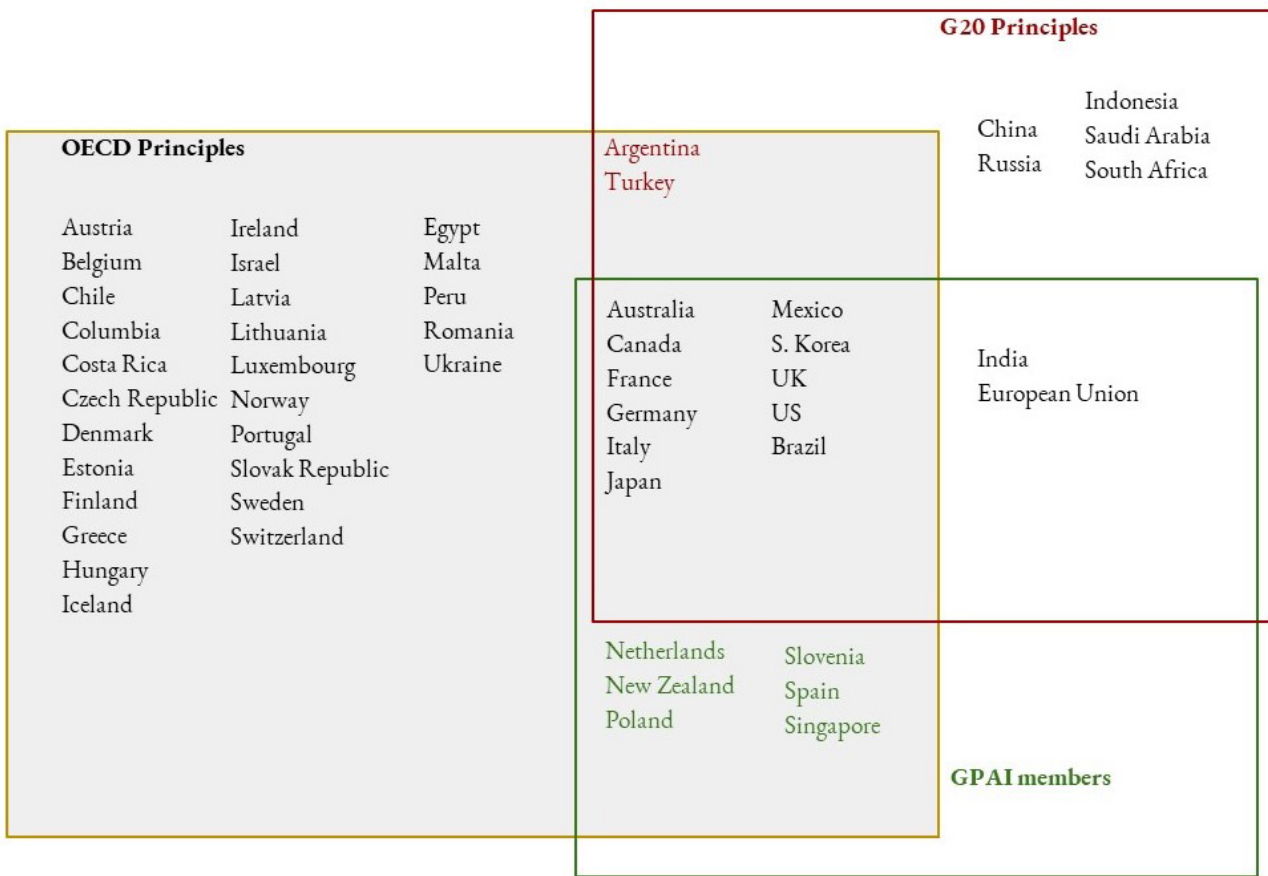 G20 Principles
China
Russia
Indonesia
Saudi Arabia
South Africa
OECD Principles
Austria
Belgium
Chile
Columbia
Costa Rica
Czech Republic
Denmark
Estonia
Finland
Greece
Hungary
Iceland
Ireland
Israel
Latvia
Lithuania
Luxembourg
Norway
Portugal
Slovak Republic
Sweden
Switzerland
Egypt
Malta
Peru
Romania
Ukraine
Argentina
Turkey
Australia
Canada
France
Germany
Italy
Japan
Mexico
S. Korea
UK
US
Brazil
India
European Union
Netherlands
New Zealand
Poland
Slovenia
Spain
Singapore
GPAI members